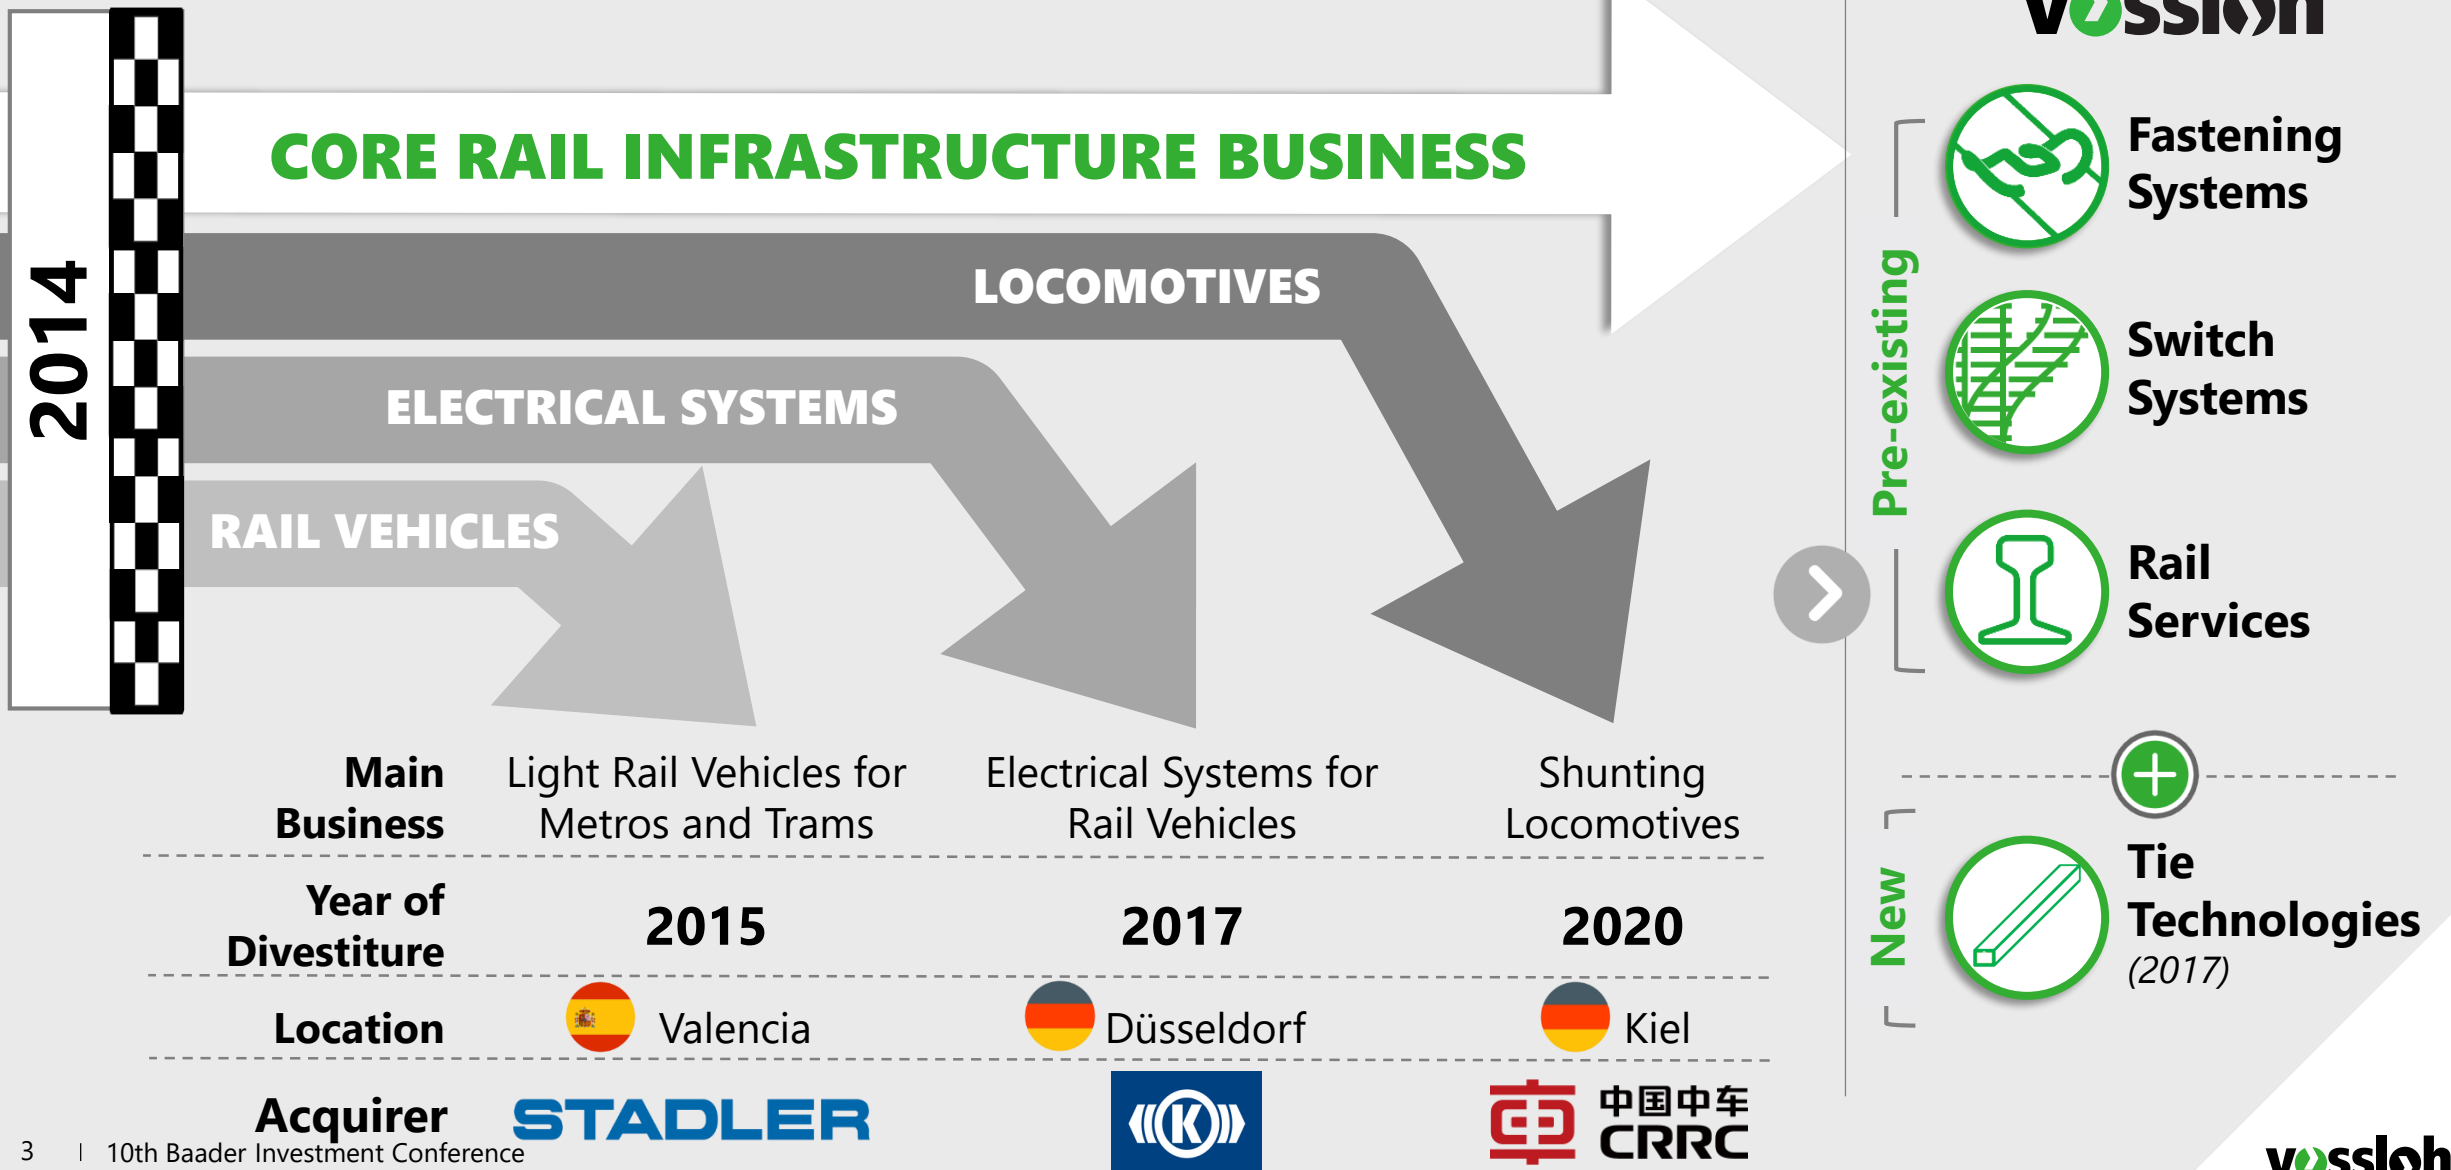 vossloh
2014
CORE RAIL INFRASTRUCTURE BUSINESS
LOCOMOTIVES
ELECTRICAL SYSTEMS
RAIL VEHICLES
Main
Business
Light Rail Vehicles for
Metros and Trams
Electrical Systems for
Rail Vehicles
Shunting
Locomotives
Year of
Divestiture
2015
2017
2020
Location
Valencia
Düsseldorf
Kiel
Acquirer
STADLER
K
中国中车
CRRC
Pre-existing
Fastening
Systems
Switch
Systems
Rail
Services
New
Tie
Technologies
(2017)
3 | 10th Baader Investment Conference
vossloh